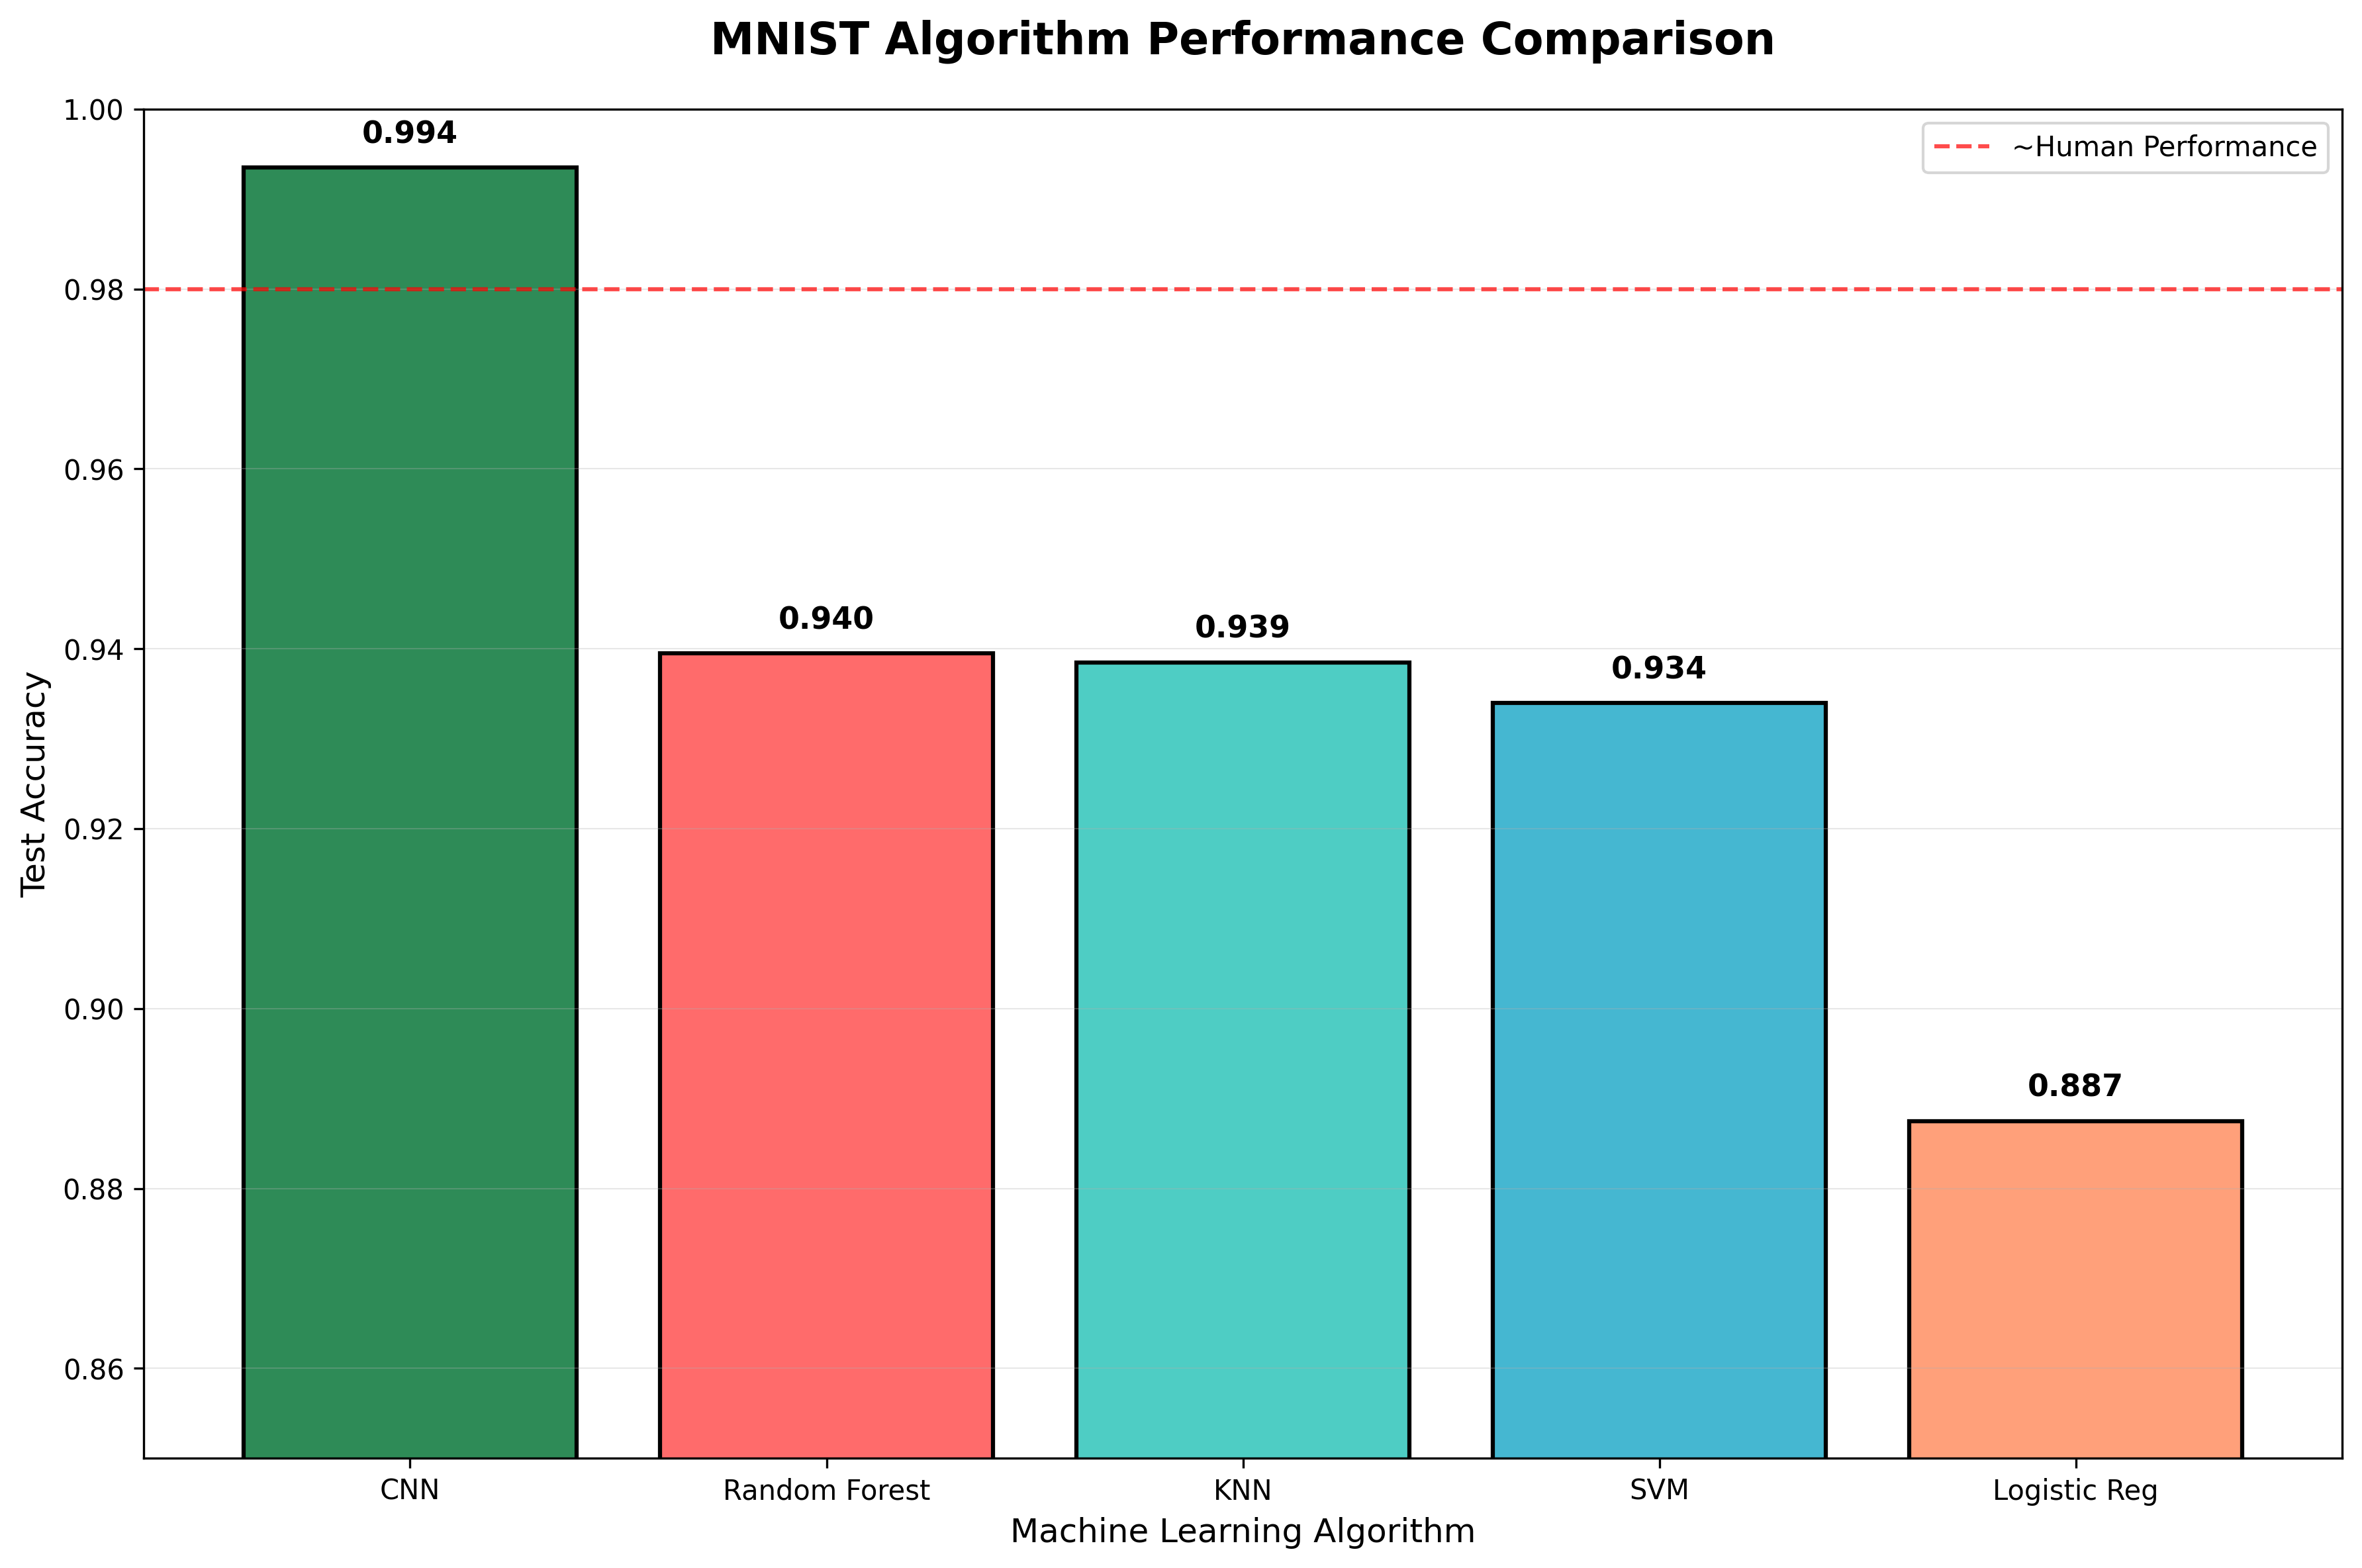 MNIST Algorithm Performance Comparison
1.00
0.98
0.96
0.94
0.92
0.90
0.88
0.86
Test Accuracy
0.994
0.940
0.939
0.934
0.887
~Human Performance
CNN
Random Forest
KNN
SVM
Logistic Reg
Machine Learning Algorithm